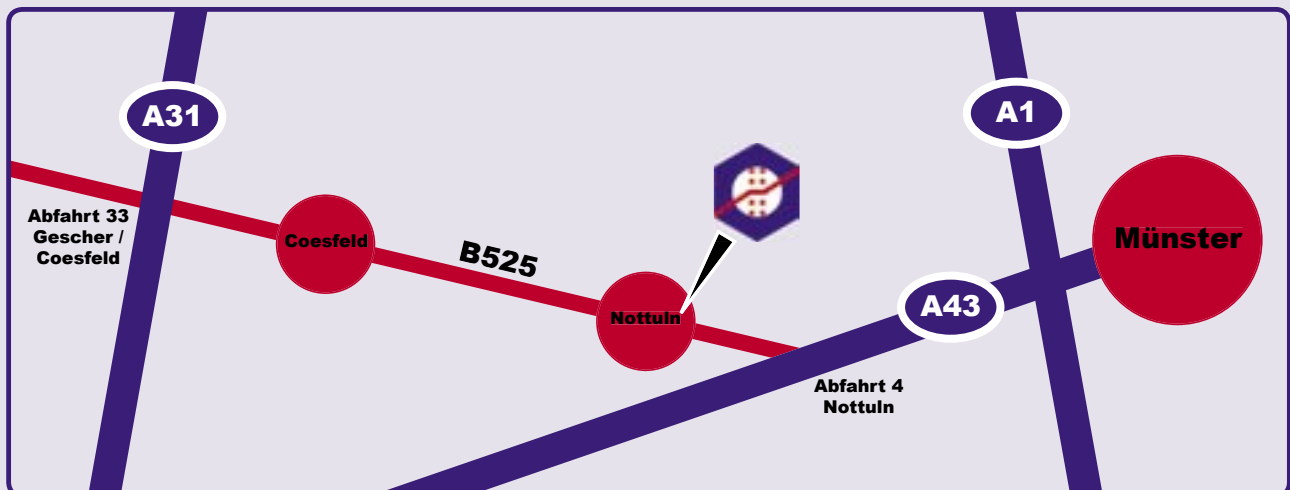 A31
A1
Abfahrt 33
Gescher /
Coesfeld
Coesfeld
B525
Münster
Nottuln
A43
Abfahrt 4
Nottuln